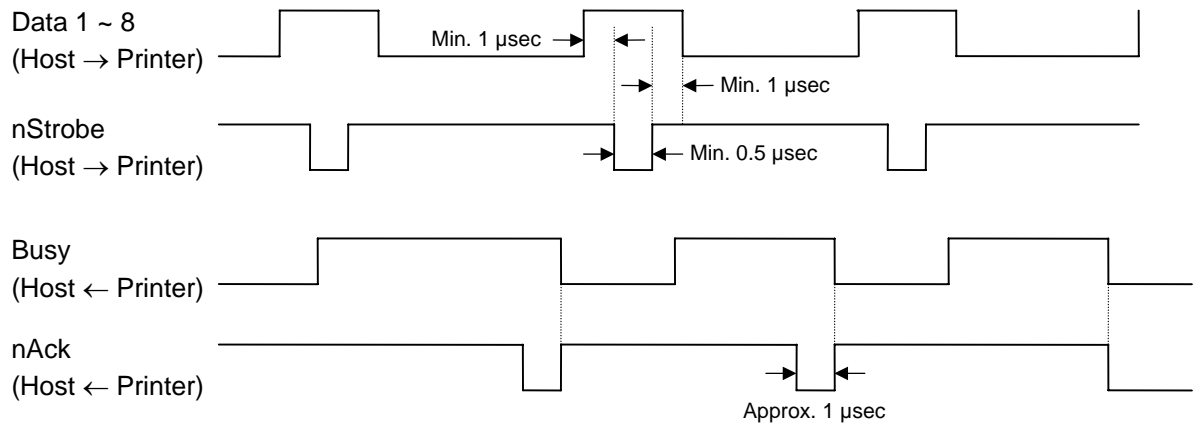 Data 1 ~ 8
(Host → Printer)
Min. 1 µsec
Min. 1 µsec
nStrobe
(Host → Printer)
Min. 0.5 µsec
Busy
(Host ← Printer)
nAck
(Host ← Printer)
Approx. 1 µsec